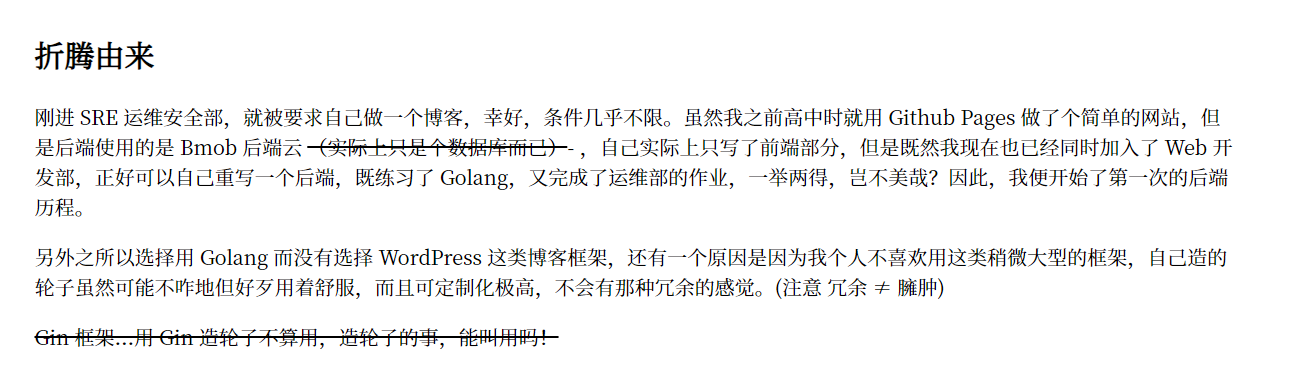 折腾由来
刚进 SRE 运维安全部，就被要求自己做一个博客，幸好，条件几乎不限。虽然我之前高中时就用 Github Pages 做了个简单的网站，但
是后端使用的是 Bmob 后端云 （实际上只是个数据库而已）- ，自己实际上只写了前端部分，但是既然我现在也已经同时加入了 Web 开
发部，正好可以自己重写一个后端，既练习了 Golang，又完成了运维部的作业，一举两得，岂不美哉？因此，我便开始了第一次的后端
历程。
另外之所以选择用 Golang 而没有选择 WordPress 这类博客框架，还有一个原因是因为我个人不喜欢用这类稍微大型的框架，自己造的
轮子虽然可能不咋地但好歹用着舒服，而且可定制化极高，不会有那种冗余的感觉。(注意 冗余 ≠ 臃肿)
Gin 框架...用 Gin 造轮子不算用，造轮子的事，能叫用吗！